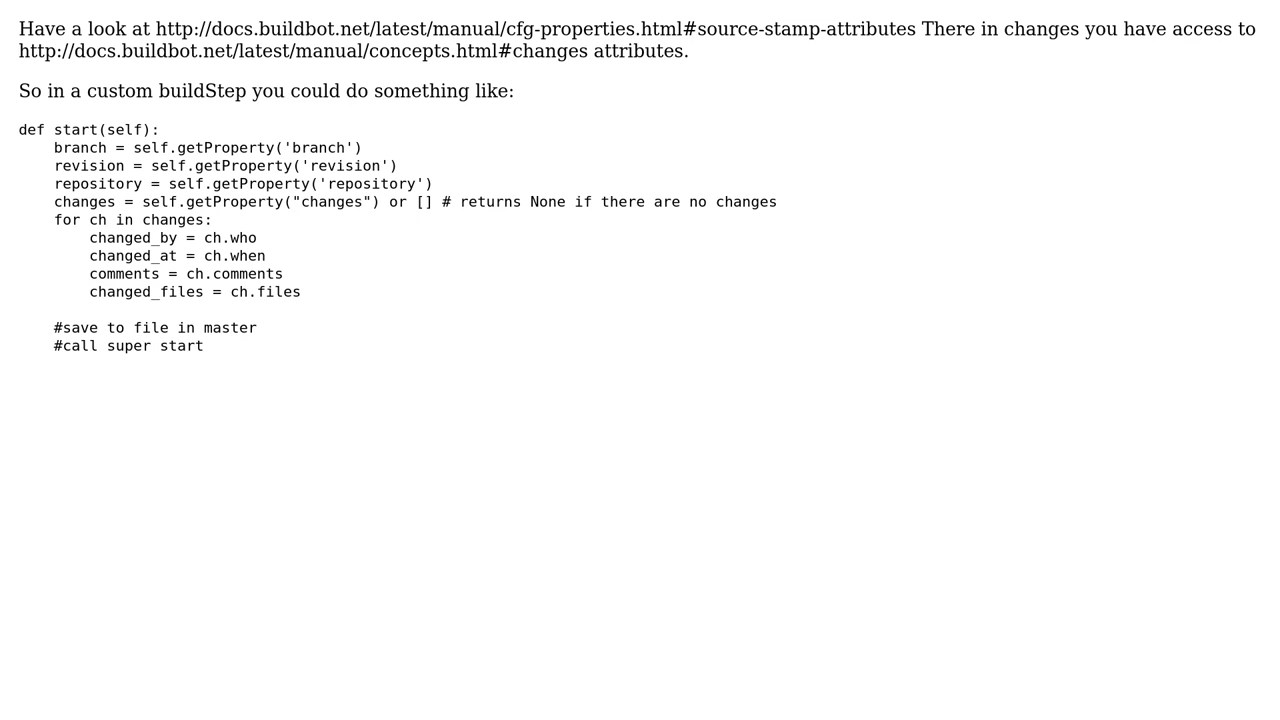 Have a look at http://docs.buildbot.net/latest/manual/cfg-properties.html#source-stamp-attributes There in changes you have access to
http://docs.buildbot.net/latest/manual/concepts.html#changes attributes.
So in a custom buildStep you could do something like:
def start(self):
    branch = self.getProperty('branch')
    revision = self.getProperty('revision')
    repository = self.getProperty('repository')
    changes = self.getProperty("changes") or [] # returns None if there are no changes
    for ch in changes:
        changed_by = ch.who
        changed_at = ch.when
        comments = ch.comments
        changed_files = ch.files

    #save to file in master
    #call super start